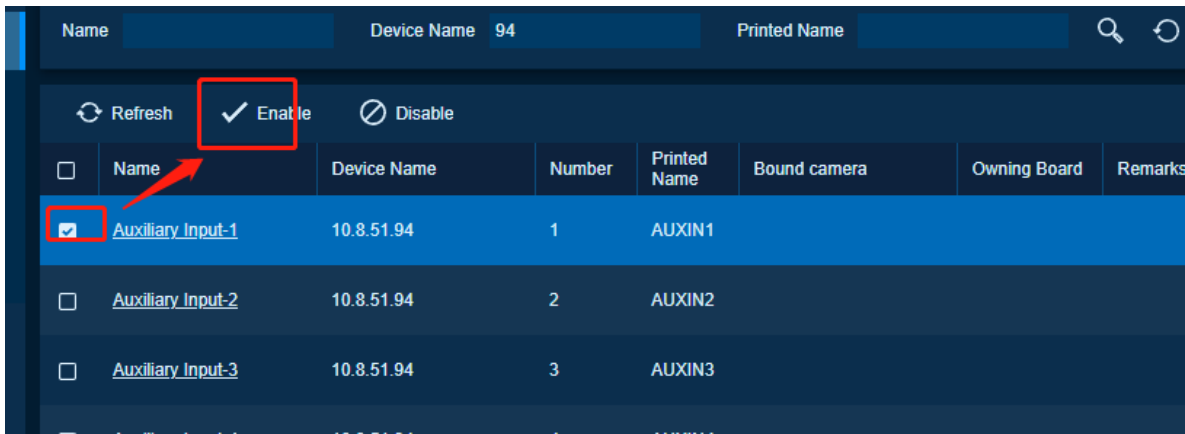 Name Device Name 94 Printed Name
Refresh Enable Disable
Name Device Name Number Printed Name Bound camera Owning Board Remarks
Auxiliary Input-1 10.8.51.94 1 AUXIN1
Auxiliary Input-2 10.8.51.94 2 AUXIN2
Auxiliary Input-3 10.8.51.94 3 AUXIN3